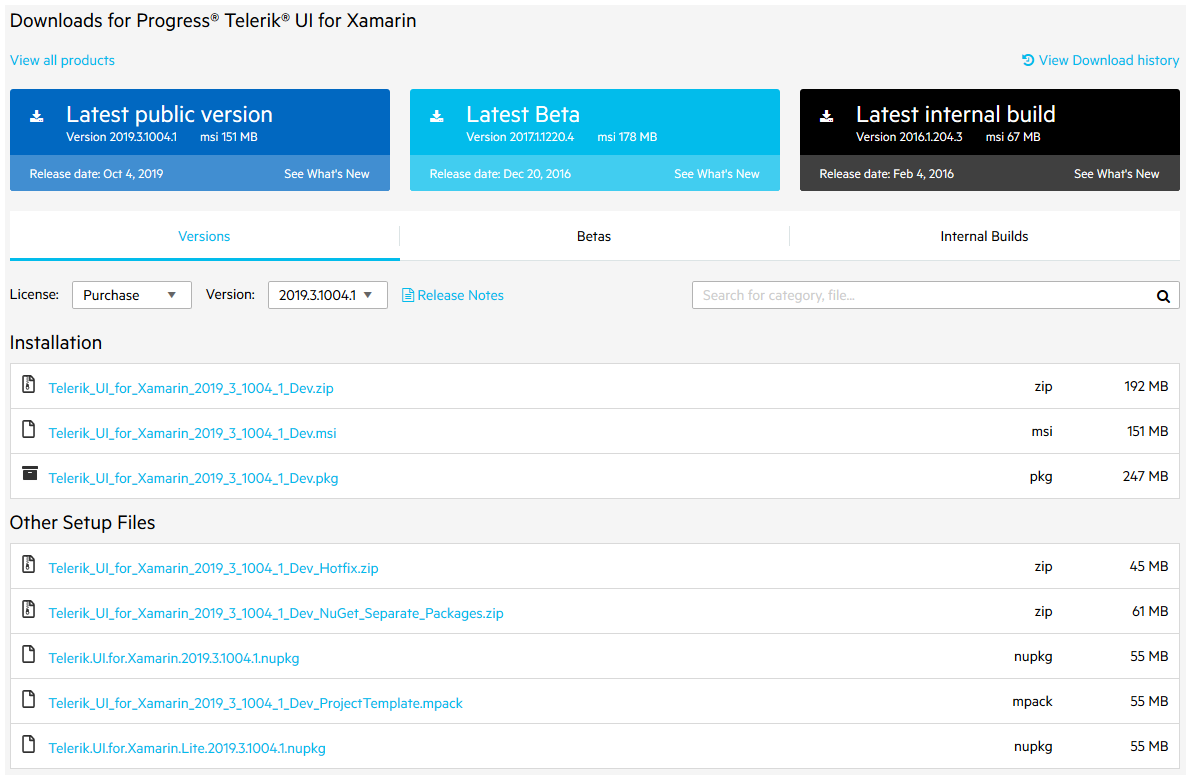 Downloads for Progress® Telerik® UI for Xamarin
View all products
View Download history
Latest public version
Version 2019.3.1004.1 msi 151 MB
Release date: Oct 4, 2019 See What's New
Latest Beta
Version 2017.1.1220.4 msi 178 MB
Release date: Dec 20, 2016 See What's New
Latest internal build
Version 2016.1.204.3 msi 67 MB
Release date: Feb 4, 2016 See What's New
Versions Betas Internal Builds
License: Purchase Version: 2019.3.1004.1 Release Notes Search for category, file...
Installation
Telerik_UI_for_Xamarin_2019_3_1004_1_Dev.zip zip 192 MB
Telerik_UI_for_Xamarin_2019_3_1004_1_Dev.msi msi 151 MB
Telerik_UI_for_Xamarin_2019_3_1004_1_Dev.pkg pkg 247 MB
Other Setup Files
Telerik_UI_for_Xamarin_2019_3_1004_1_Dev_Hotfix.zip zip 45 MB
Telerik_UI_for_Xamarin_2019_3_1004_1_Dev_NuGet_Separate_Packages.zip zip 61 MB
Telerik.UI.for.Xamarin.2019.3.1004.1.nupkg nupkg 55 MB
Telerik_UI_for_Xamarin_2019_3_1004_1_Dev_ProjectTemplate.mpack mpack 55 MB
Telerik.UI.for.Xamarin.Lite.2019.3.1004.1.nupkg nupkg 55 MB